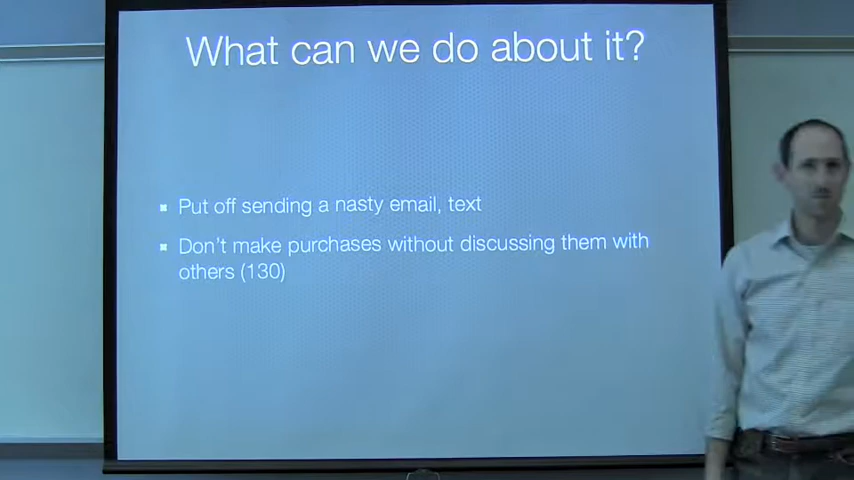 What can we do about it?
Put off sending a nasty email, text
Don't make purchases without discussing them with
others (130)